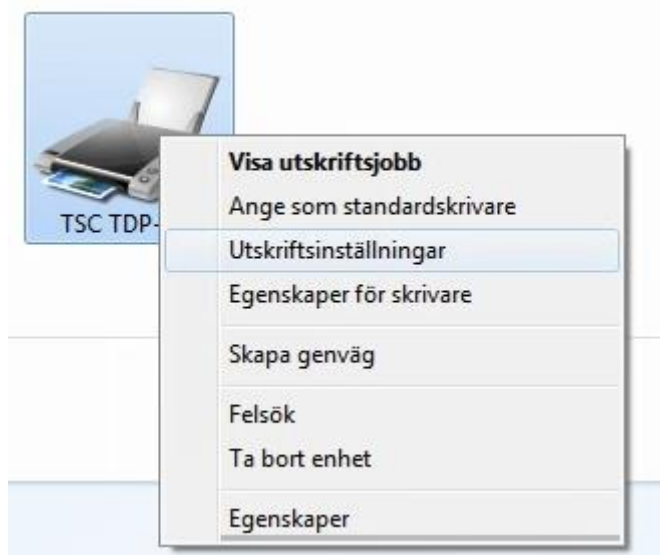 TSC TDP-
Visa utskriftsjobb
Ange som standardskrivare
Utskriftsinställningar
Egenskaper för skrivare
Skapa genväg
Felsök
Ta bort enhet
Egenskaper